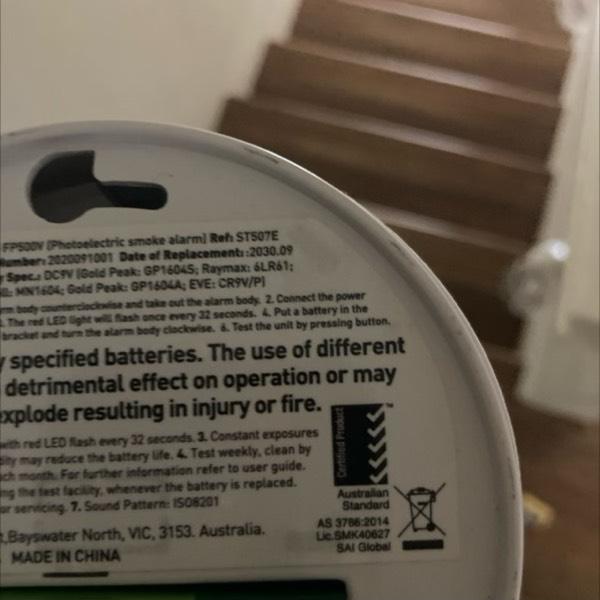 FP500V (Photoelectric smoke alarm) Ref: ST507E
Number: 2020091001 Date of Replacement: :2030.09
Spec.: DC9V (Gold Peak: GP1604S; Raymax: 6LR61;
MN1604; Gold Peak: GP1604A; EVE: CR9V/P)
body counterclockwise and take out the alarm body. 2. Connect the power
The red LED light will flash once every 32 seconds. 4. Put a battery in the
bracket and turn the alarm body clockwise. 6. Test the unit by pressing button.
specified batteries. The use of different
detrimental effect on operation or may
explode resulting in injury or fire.
with red LED flash every 32 seconds. 3. Constant exposures
may reduce the battery life. 4. Test weekly, clean by
month. For further information refer to user guide.
the test facility, whenever the battery is replaced.
or servicing. 7. Sound Pattern: ISO8201
Bayswater North, VIC, 3153. Australia.
MADE IN CHINA
Certified Product
TM
Australian
Standard
AS 3786:2014
Lic.SMK40627
SAI Global